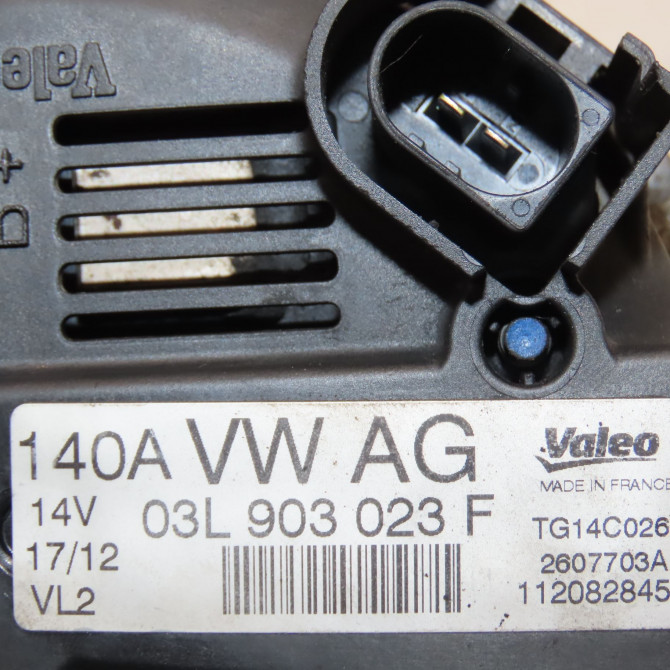 Vale
D+
140A VW AG
14V 03L 903 023 F
17/12
VL2
Valeo
MADE IN FRANCE
TG14C026
2607703A
112082845